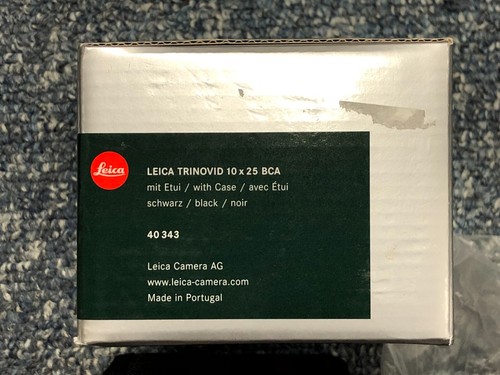 Leica
LEICA TRINOVID 10 x 25 BCA
mit Etui / with Case / avec Étui
schwarz / black / noir
40 343
Leica Camera AG
www.leica-camera.com
Made in Portugal